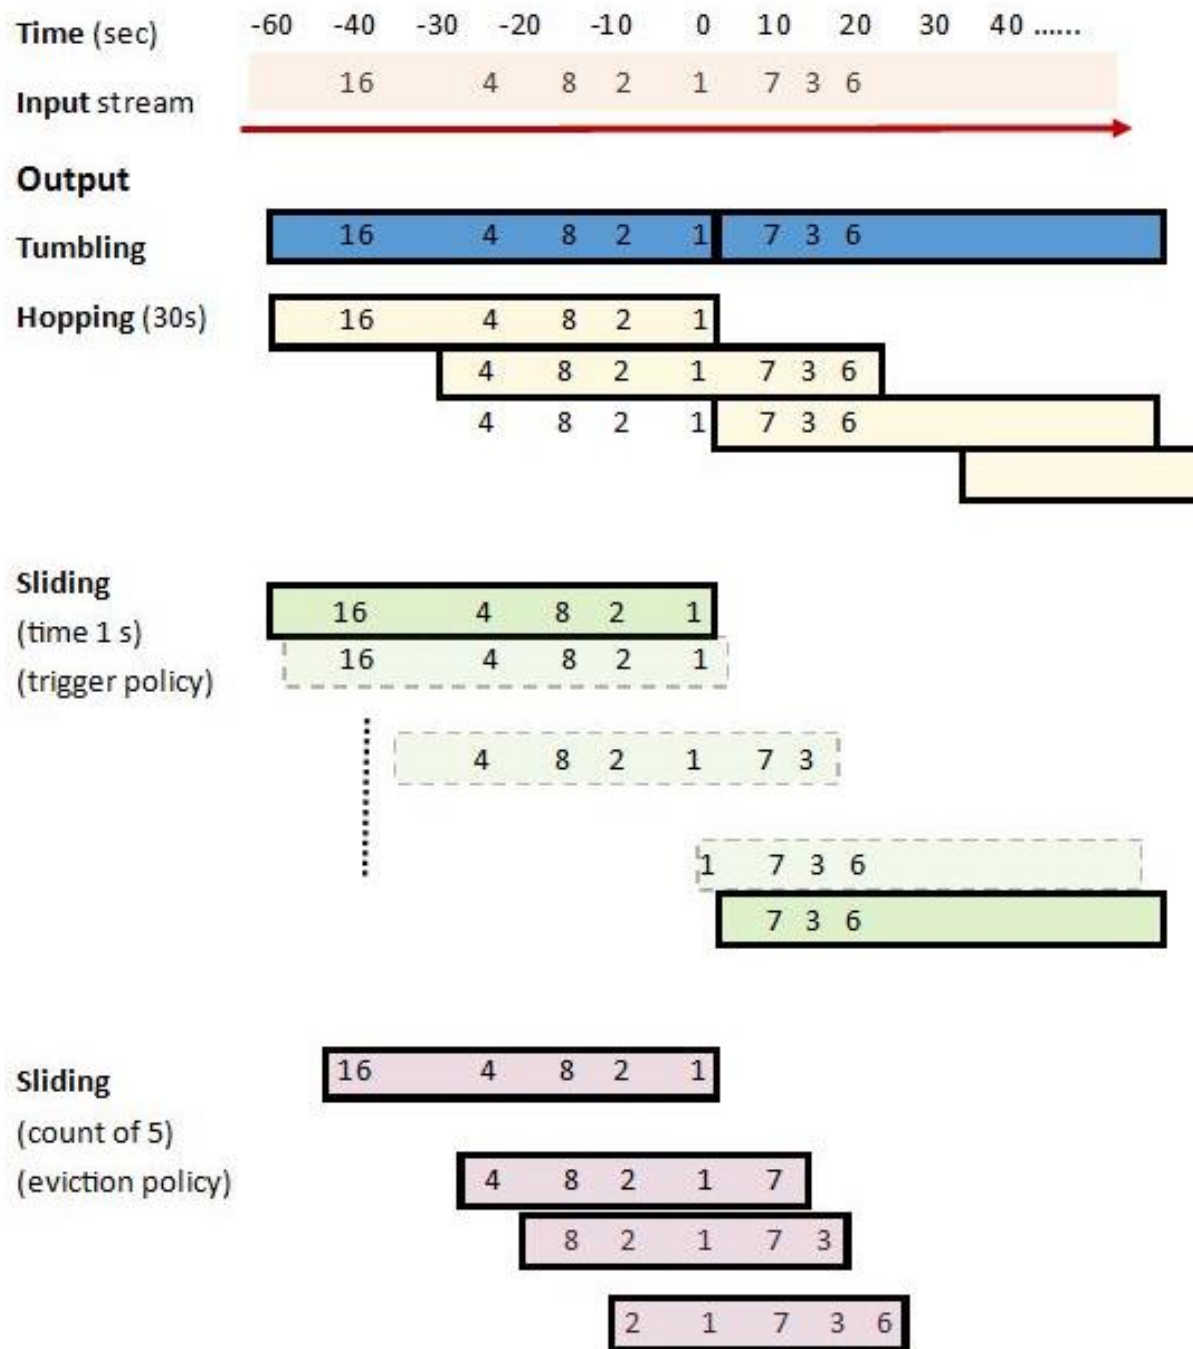 Time (sec) -60 -40 -30 -20 -10 0 10 20 30 40 ......
Input stream 16 4 8 2 1 7 3 6
Output
Tumbling 16 4 8 2 1 7 3 6
Hopping (30s) 16 4 8 2 1
4 8 2 1 7 3 6
4 8 2 1 7 3 6
Sliding
(time 1 s)
(trigger policy)
16 4 8 2 1
16 4 8 2 1
4 8 2 1 7 3
1 7 3 6
7 3 6
Sliding
(count of 5)
(eviction policy)
16 4 8 2 1
4 8 2 1 7
8 2 1 7 3
2 1 7 3 6